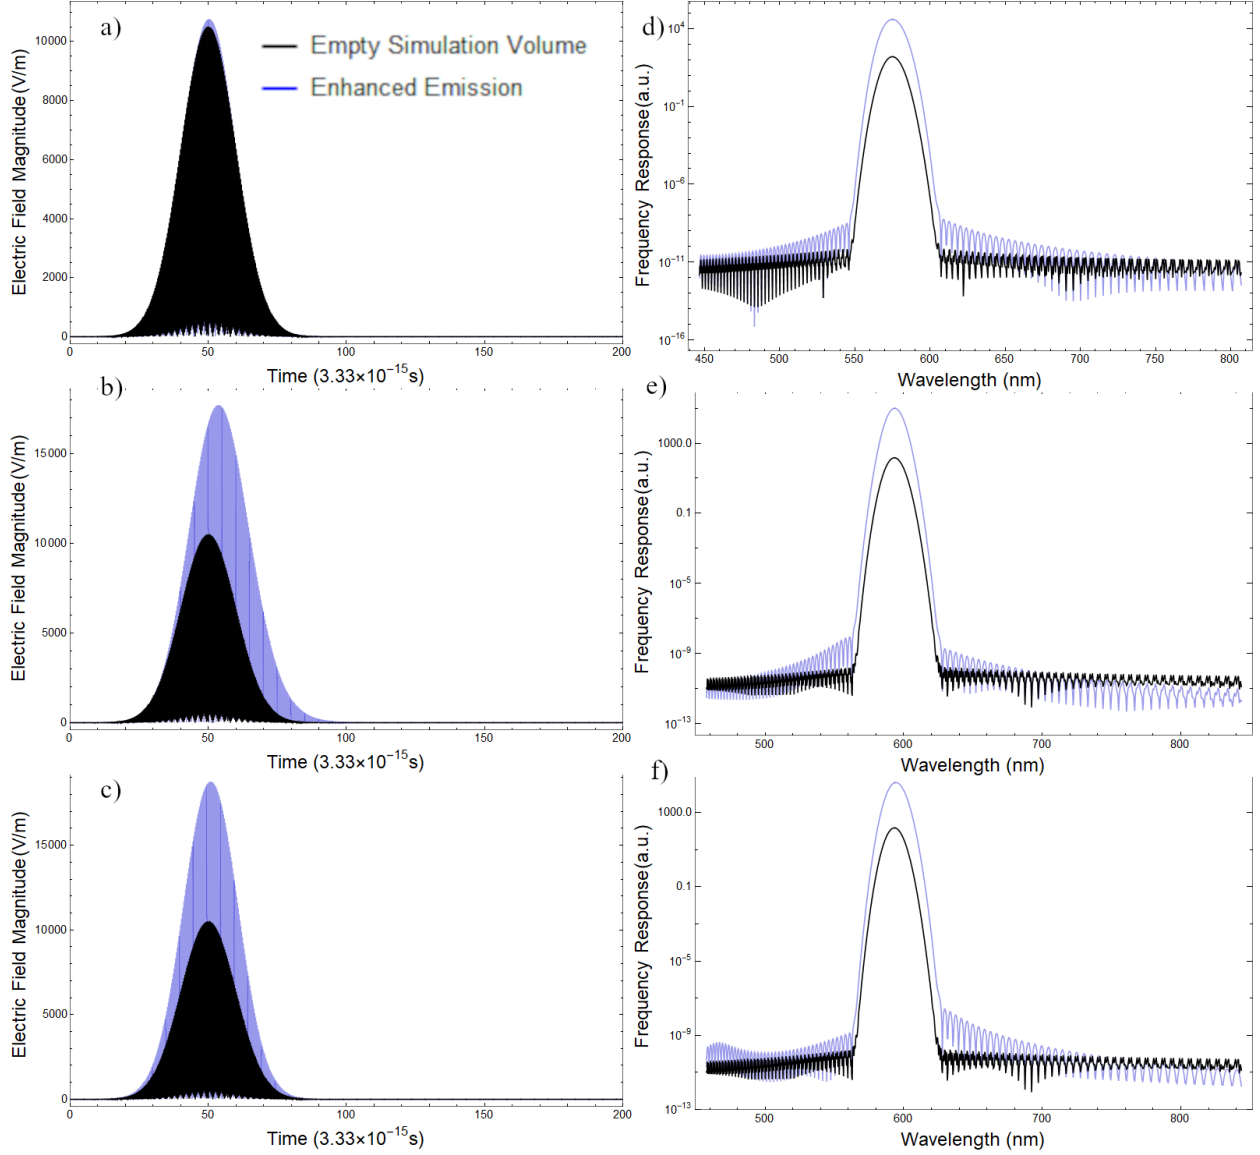 a)
Empty Simulation Volume
Enhanced Emission
Electric Field Magnitude(V/m)
10000
8000
6000
4000
2000
0
0 50 100 150 200
Time (3.33×10⁻¹⁵s)
d)
Frequency Response(a.u.)
10⁴
10⁻¹
10⁻⁶
10⁻¹¹
10⁻¹⁶
450 500 550 600 650 700 750 800
Wavelength (nm)
b)
Electric Field Magnitude(V/m)
15000
10000
5000
0
0 50 100 150 200
Time (3.33×10⁻¹⁵s)
e)
Frequency Response(a.u.)
1000.0
0.1
10⁻⁵
10⁻⁹
10⁻¹³
500 600 700 800
Wavelength (nm)
c)
Electric Field Magnitude(V/m)
15000
10000
5000
0
0 50 100 150 200
Time (3.33×10⁻¹⁵s)
f)
Frequency Response(a.u.)
1000.0
0.1
10⁻⁵
10⁻⁹
10⁻¹³
500 600 700 800
Wavelength (nm)